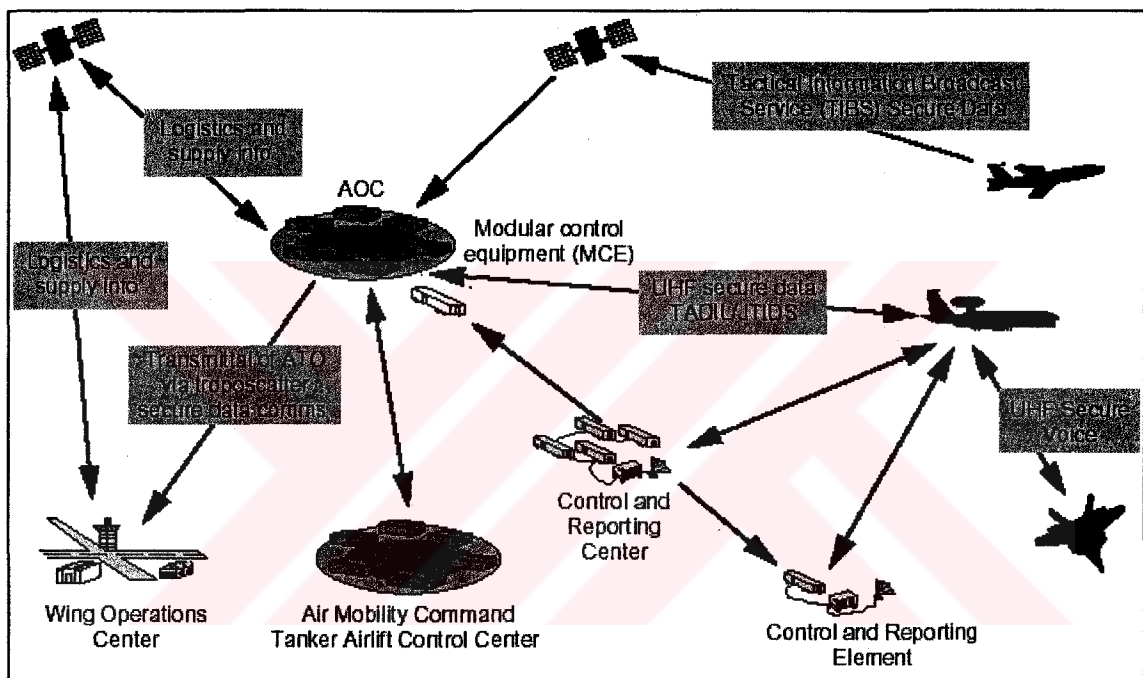 Tactical Information Broadcast
Service (TIBS) Secure Data
Logistics and
supply info
AOC
Modular control
equipment (MCE)
Logistics and
supply info
UHF secure data
TADIL/JTIDS
Transmittal of ATO
via troposcatter
secure data comms
UHF Secure
Voice
Control and
Reporting
Center
Wing Operations
Center
Air Mobility Command
Tanker Airlift Control Center
Control and Reporting
Element